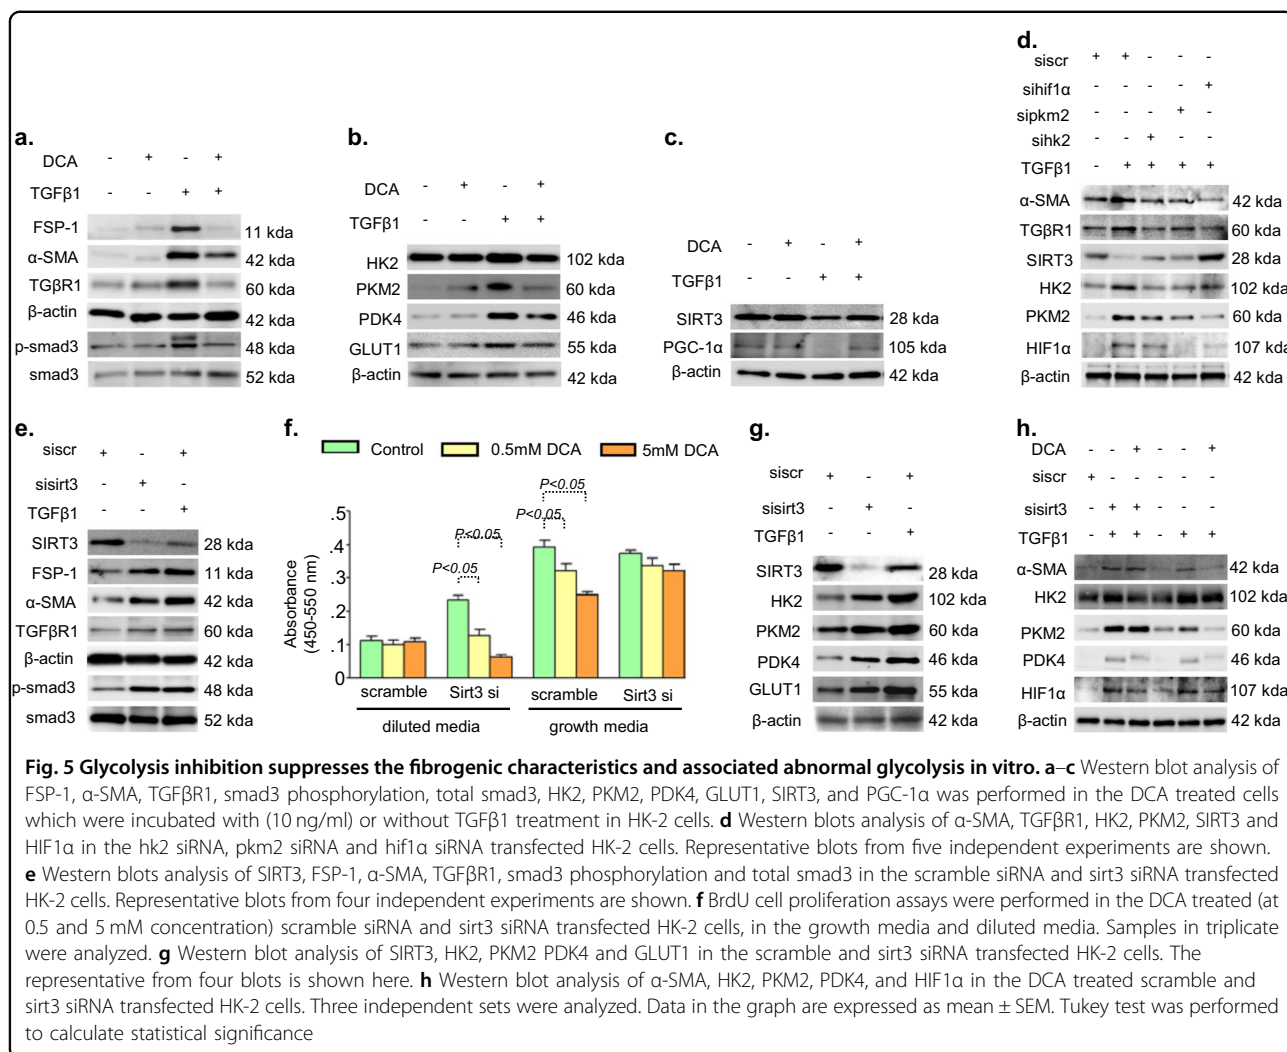 a.
DCA - + - +
TGFβ1 - - + +
FSP-1 11 kda
α-SMA 42 kda
TGβR1 60 kda
β-actin 42 kda
p-smad3 48 kda
smad3 52 kda
b.
DCA - + - +
TGFβ1 - - + +
HK2 102 kda
PKM2 60 kda
PDK4 46 kda
GLUT1 55 kda
β-actin 42 kda
c.
DCA - + - +
TGFβ1 - - + +
SIRT3 28 kda
PGC-1α 105 kda
β-actin 42 kda
d.
siscr + + - - -
sihif1α - - - - +
sipkm2 - - - + -
sihk2 - - + - -
TGFβ1 - + + + +
α-SMA 42 kda
TGβR1 60 kda
SIRT3 28 kda
HK2 102 kda
PKM2 60 kda
HIF1α 107 kda
β-actin 42 kda
e.
siscr + - +
sisirt3 - + -
TGFβ1 - - +
SIRT3 28 kda
FSP-1 11 kda
α-SMA 42 kda
TGFβR1 60 kda
β-actin 42 kda
p-smad3 48 kda
smad3 52 kda
f.
Control 0.5mM DCA 5mM DCA
P<0.05
P<0.05
P<0.05
P<0.05
Absorbance
(450-550 nm)
.5
.4
.3
.2
.1
0
scramble Sirt3 si scramble Sirt3 si
diluted media growth media
g.
siscr + - +
sisirt3 - + -
TGFβ1 - - +
SIRT3 28 kda
HK2 102 kda
PKM2 60 kda
PDK4 46 kda
GLUT1 55 kda
β-actin 42 kda
h.
DCA - - + - - +
siscr + - - - - -
sisirt3 - + + - - -
TGFβ1 - + + - + +
α-SMA 42 kda
HK2 102 kda
PKM2 60 kda
PDK4 46 kda
HIF1α 107 kda
β-actin 42 kda
Fig. 5 Glycolysis inhibition suppresses the fibrogenic characteristics and associated abnormal glycolysis in vitro. a–c Western blot analysis of
FSP-1, α-SMA, TGFβR1, smad3 phosphorylation, total smad3, HK2, PKM2, PDK4, GLUT1, SIRT3, and PGC-1α was performed in the DCA treated cells
which were incubated with (10 ng/ml) or without TGFβ1 treatment in HK-2 cells. d Western blots analysis of α-SMA, TGFβR1, HK2, PKM2, SIRT3 and
HIF1α in the hk2 siRNA, pkm2 siRNA and hif1α siRNA transfected HK-2 cells. Representative blots from five independent experiments are shown.
e Western blots analysis of SIRT3, FSP-1, α-SMA, TGFβR1, smad3 phosphorylation and total smad3 in the scramble siRNA and sirt3 siRNA transfected
HK-2 cells. Representative blots from four independent experiments are shown. f BrdU cell proliferation assays were performed in the DCA treated (at
0.5 and 5 mM concentration) scramble siRNA and sirt3 siRNA transfected HK-2 cells, in the growth media and diluted media. Samples in triplicate
were analyzed. g Western blot analysis of SIRT3, HK2, PKM2 PDK4 and GLUT1 in the scramble and sirt3 siRNA transfected HK-2 cells. The
representative from four blots is shown here. h Western blot analysis of α-SMA, HK2, PKM2, PDK4, and HIF1α in the DCA treated scramble and
sirt3 siRNA transfected HK-2 cells. Three independent sets were analyzed. Data in the graph are expressed as mean ± SEM. Tukey test was performed
to calculate statistical significance